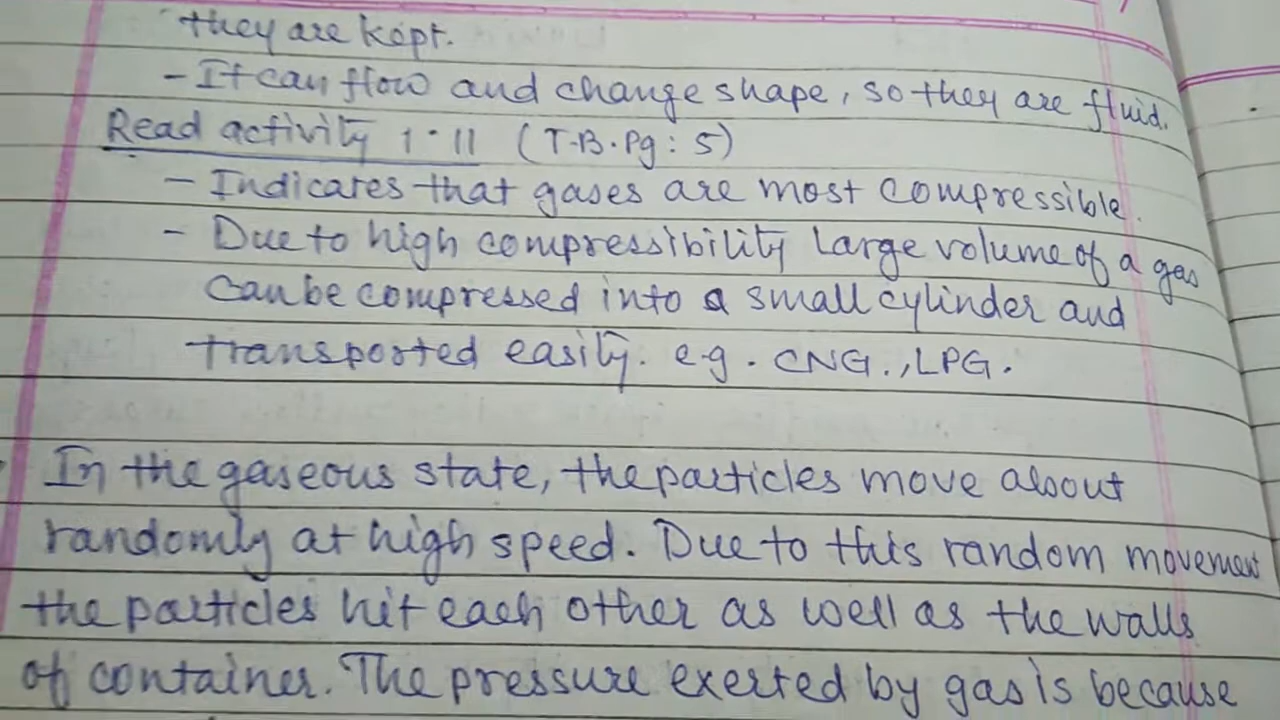 they are kept.
- It can flow and change shape, so they are fluid.
Read activity 1.11 (T.B. Pg: 5)
- Indicates that gases are most compressible.
- Due to high compressibility large volume of a gas
can be compressed into a small cylinder and
transported easily. e.g. CNG., LPG.
In the gaseous state, the particles move about
randomly at high speed. Due to this random movement
the particles hit each other as well as the walls
of container. The pressure exerted by gas is because